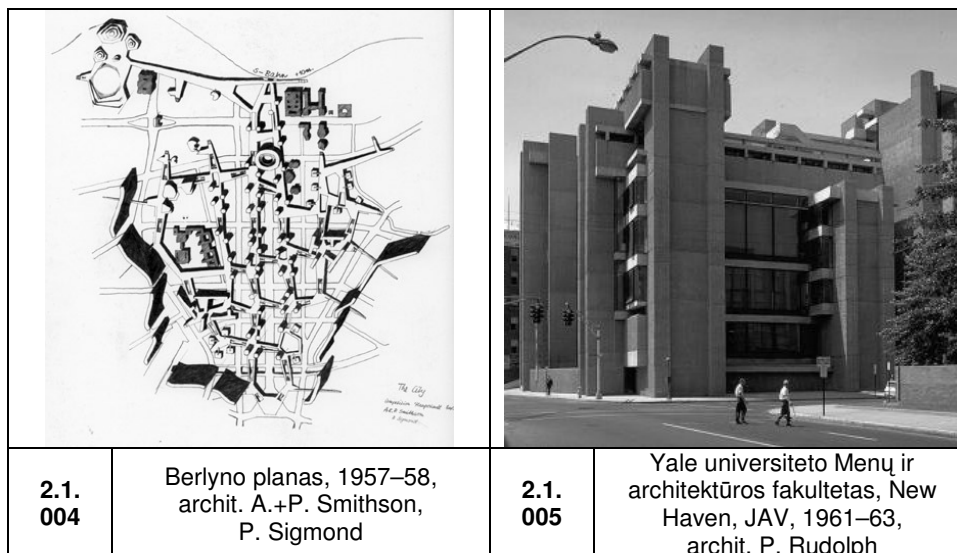 The City
2.1.
004
Berlyno planas, 1957–58,
archit. A.+P. Smithson,
P. Sigmond
2.1.
005
Yale universiteto Menų ir
architektūros fakultetas, New
Haven, JAV, 1961–63,
archit. P. Rudolph